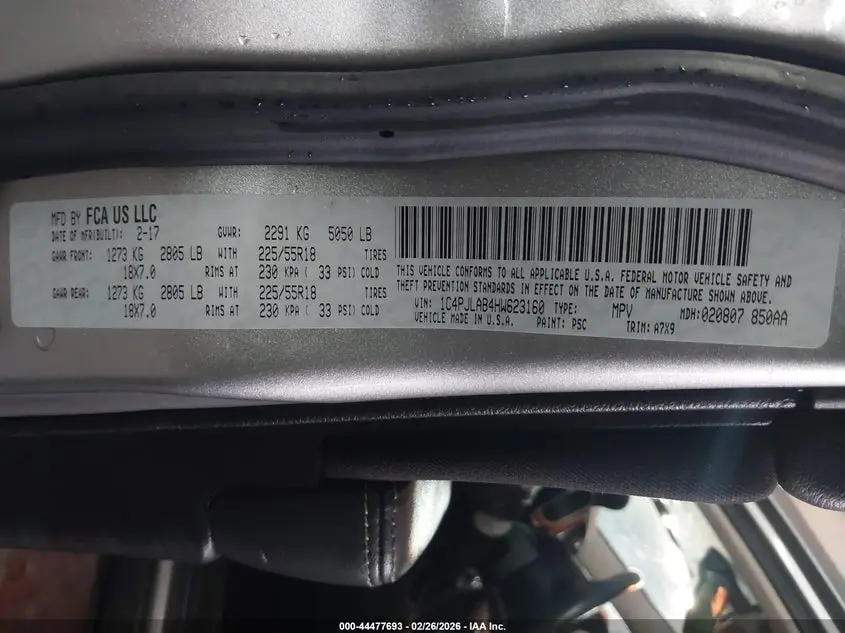 MFD BY FCA US LLC
DATE OF MFR(BUILT): 2-17 GVWR: 2291 KG 5050 LB
GAWR FRONT: 1273 KG 2805 LB WITH 225/55R18 TIRES
18X7.0 RIMS AT 230 KPA ( 33 PSI) COLD
GAWR REAR: 1273 KG 2805 LB WITH 225/55R18 TIRES
18X7.0 RIMS AT 230 KPA ( 33 PSI) COLD
THIS VEHICLE CONFORMS TO ALL APPLICABLE U.S.A. FEDERAL MOTOR VEHICLE SAFETY AND
THEFT PREVENTION STANDARDS IN EFFECT ON THE DATE OF MANUFACTURE SHOWN ABOVE.
VIN: 1C4PJLAB4HW623160 TYPE: MPV MDH:020807 850AA
VEHICLE MADE IN U.S.A. PAINT: PSC TRIM: A7X9
000-44477693 - 02/26/2026 - IAA Inc.